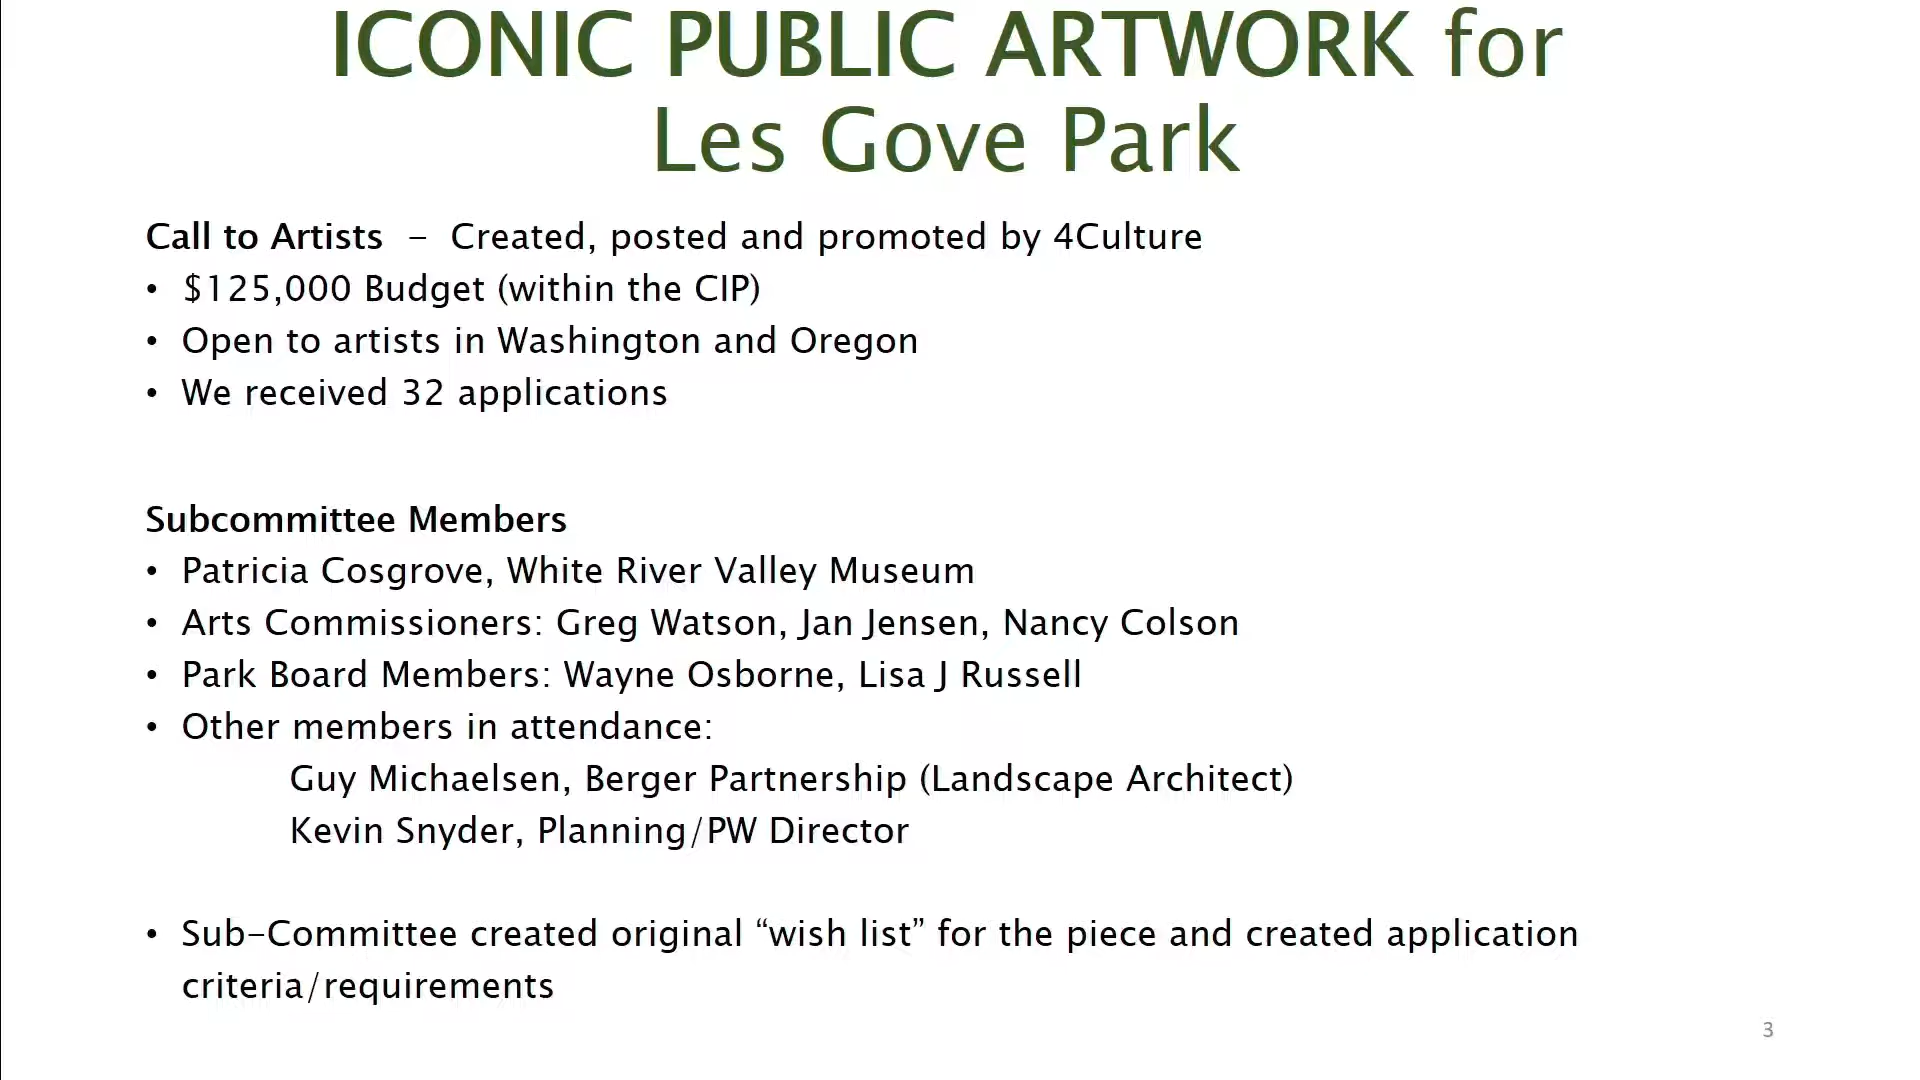 ICONIC PUBLIC ARTWORK for
Les Gove Park
Call to Artists – Created, posted and promoted by 4Culture
• $125,000 Budget (within the CIP)
• Open to artists in Washington and Oregon
• We received 32 applications
Subcommittee Members
• Patricia Cosgrove, White River Valley Museum
• Arts Commissioners: Greg Watson, Jan Jensen, Nancy Colson
• Park Board Members: Wayne Osborne, Lisa J Russell
• Other members in attendance:
Guy Michaelsen, Berger Partnership (Landscape Architect)
Kevin Snyder, Planning/PW Director
• Sub-Committee created original “wish list” for the piece and created application
criteria/requirements
3